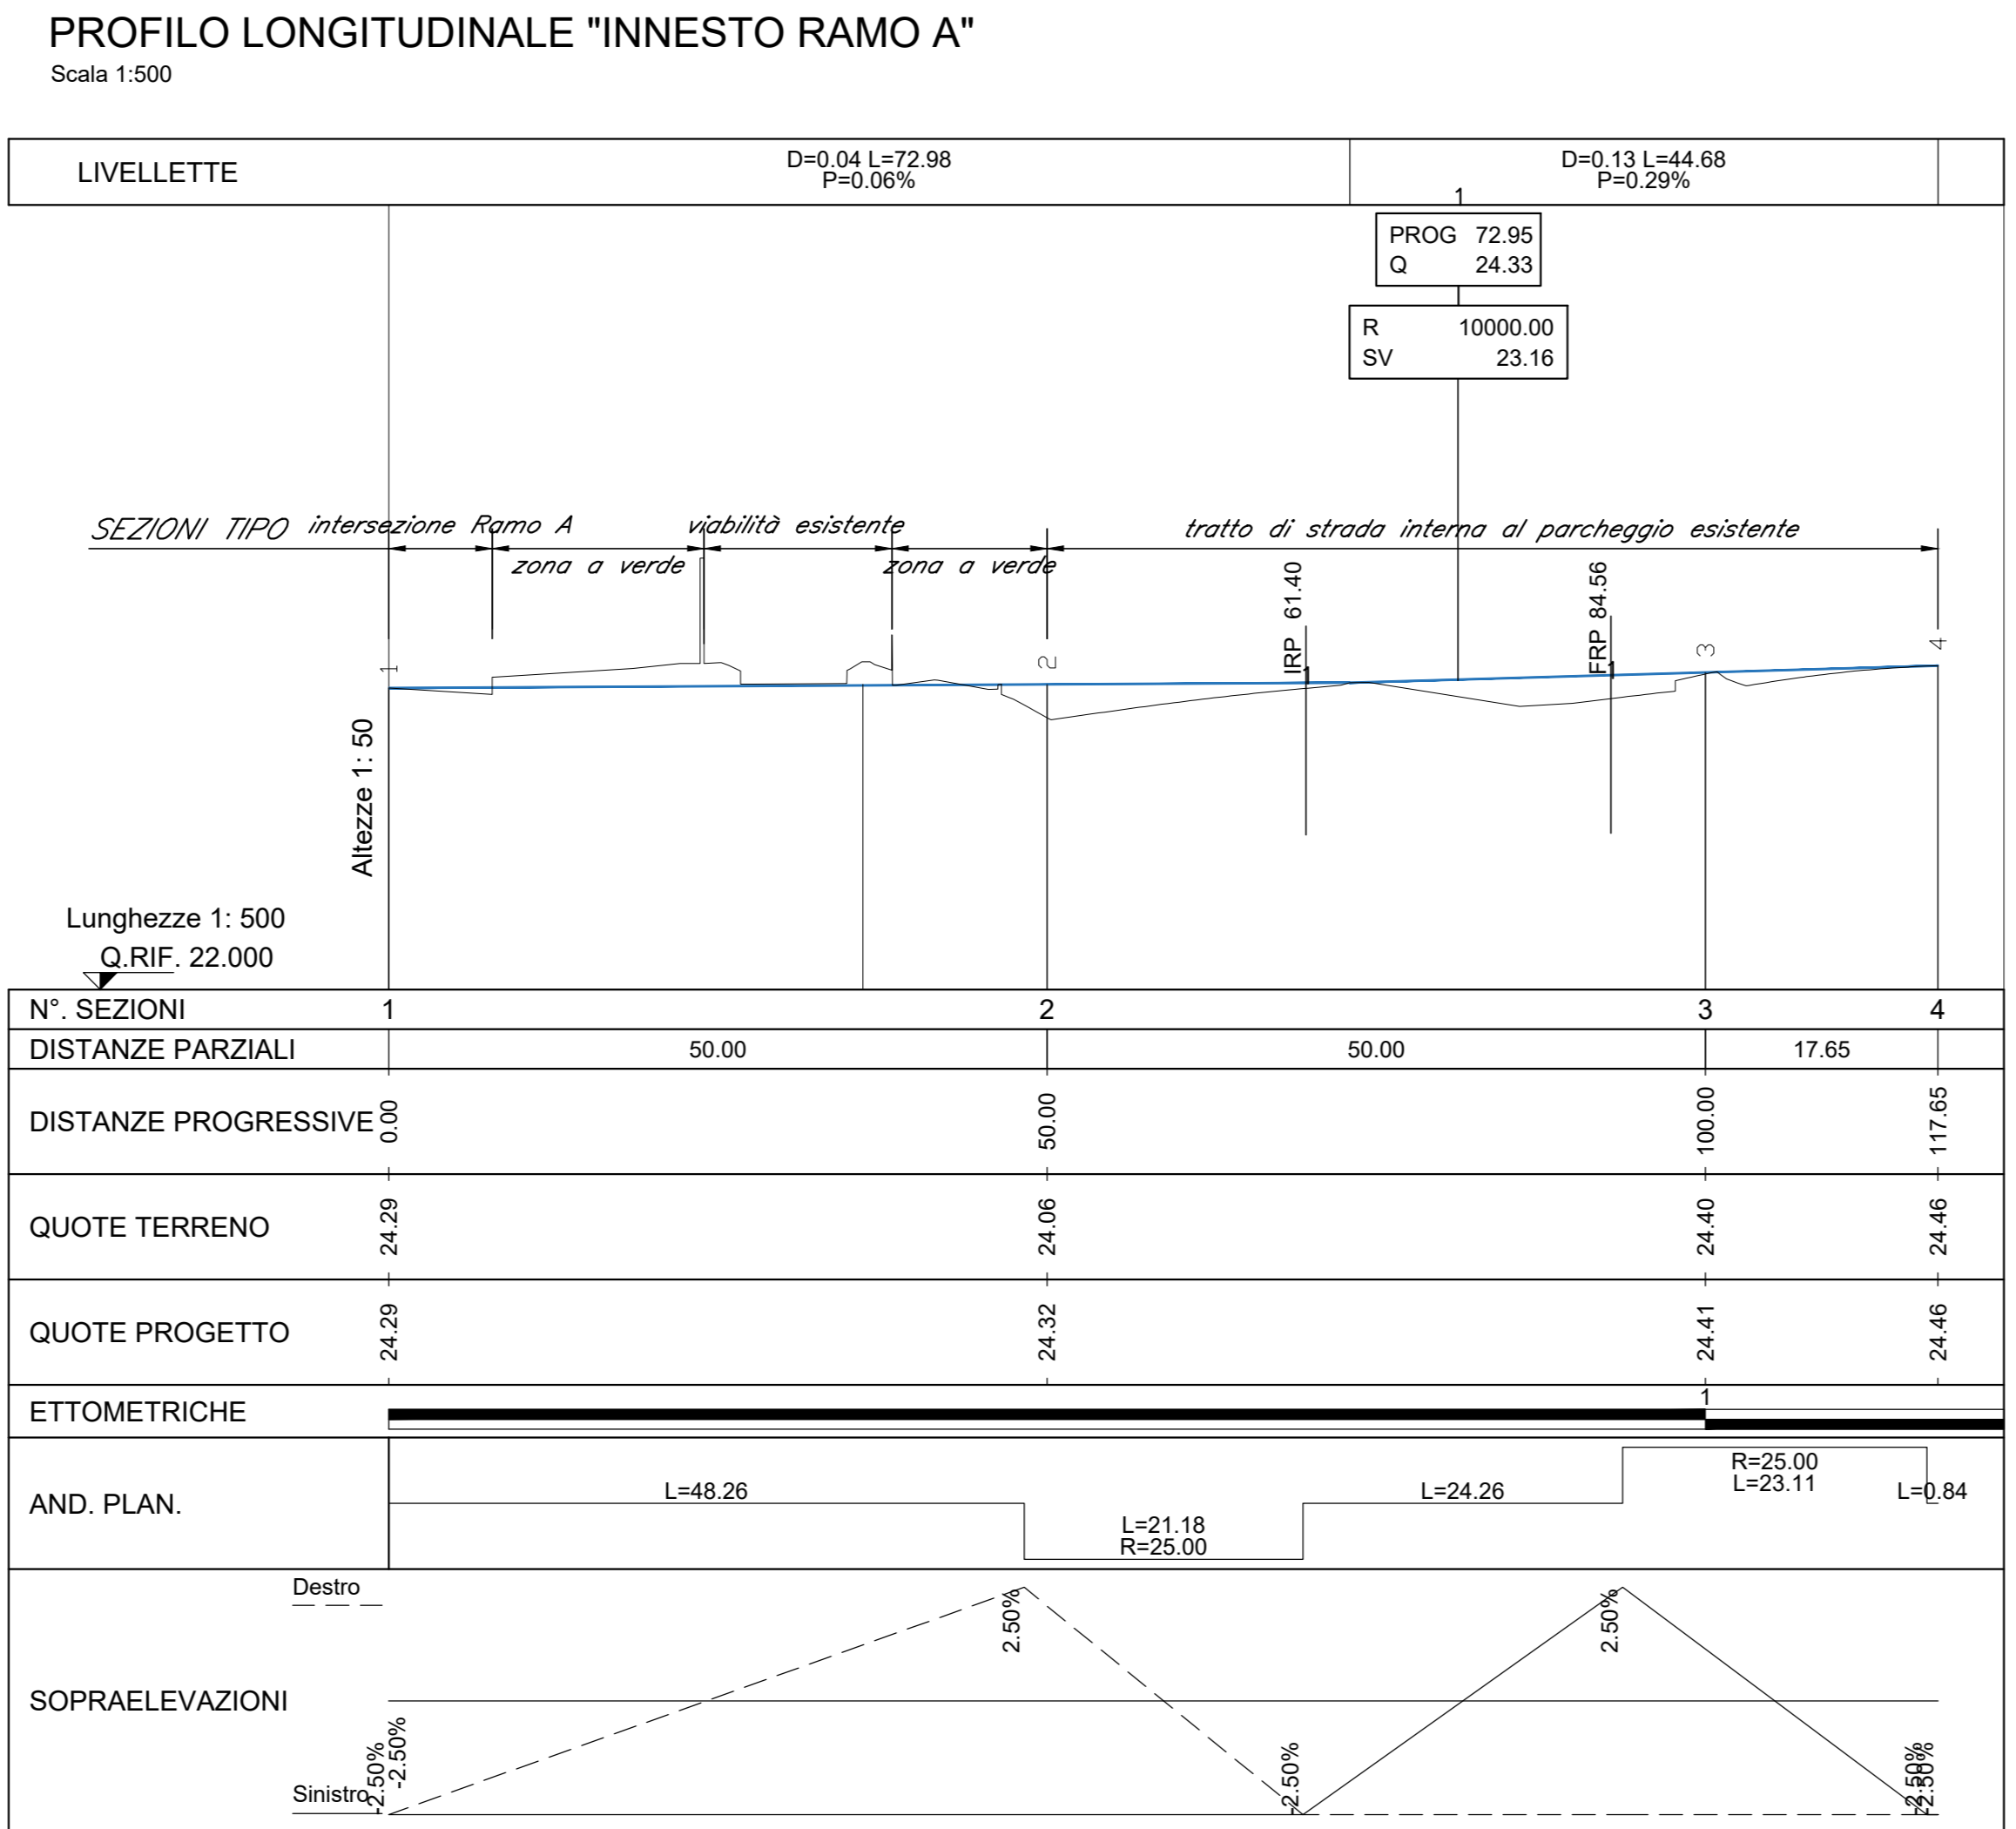 PROFILO LONGITUDINALE "INNESTO RAMO A"
Scala 1:500
LIVELLETTE
D=0.04 L=72.98
P=0.06%
D=0.13 L=44.68
P=0.29%
1
PROG 72.95
Q 24.33
R 10000.00
SV 23.16
SEZIONI TIPO
intersezione Ramo A
zona a verde
viabilità esistente
zona a verde
tratto di strada interna al parcheggio esistente
IRP 61.40
1
FRP 84.56
1
1
2
3
4
Altezze 1: 50
Lunghezze 1: 500
Q.RIF. 22.000
N°. SEZIONI 1 2 3 4
DISTANZE PARZIALI 50.00 50.00 17.65
DISTANZE PROGRESSIVE 0.00 50.00 100.00 117.65
QUOTE TERRENO 24.29 24.06 24.40 24.46
QUOTE PROGETTO 24.29 24.32 24.41 24.46
ETTOMETRICHE 1
AND. PLAN.
L=48.26
L=21.18
R=25.00
L=24.26
R=25.00
L=23.11
L=0.84
SOPRAELEVAZIONI
Destro
Sinistro
-2.50%
-2.50%
2.50%
-2.50%
2.50%
-2.50%
-2.50%